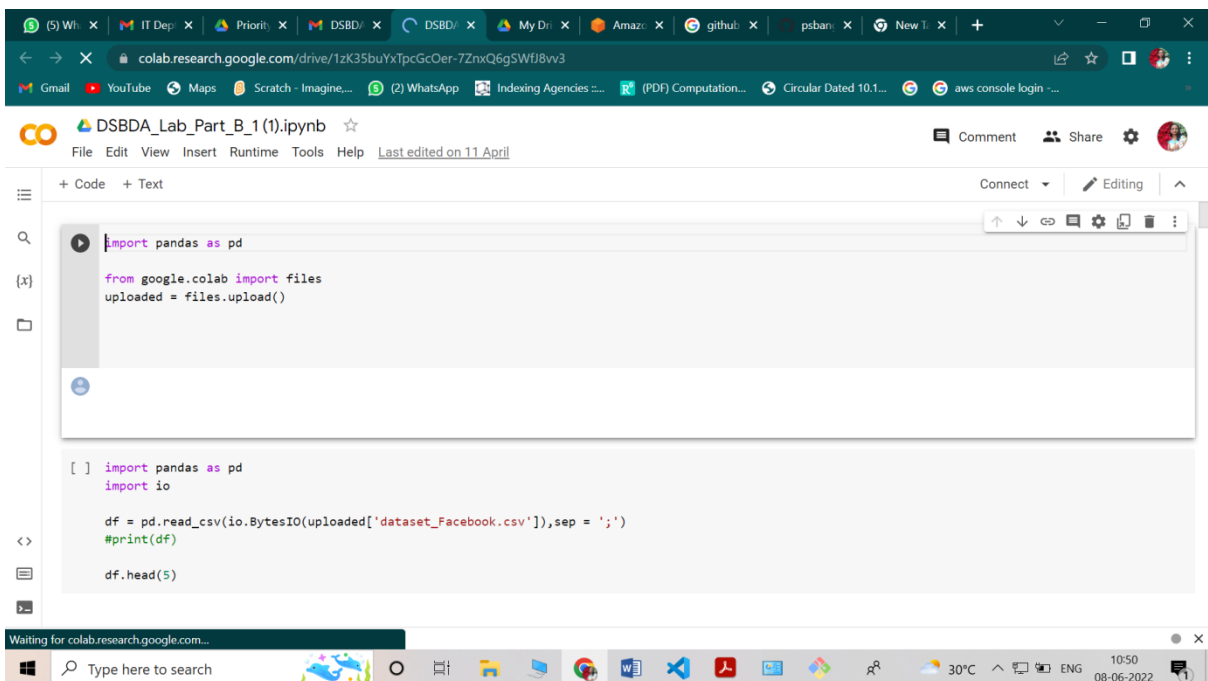 (5) Wh
IT Dep
Priority
DSBDA
DSBDA
My Dri
Amazo
github
psban
New Ta
colab.research.google.com/drive/1zK35buYxTpcGcOer-7ZnxQ6gSWfJ8vv3
Gmail
YouTube
Maps
Scratch - Imagine,...
(2) WhatsApp
Indexing Agencies ::...
(PDF) Computation...
Circular Dated 10.1...
aws console login -...
CO
DSBDA_Lab_Part_B_1 (1).ipynb
Comment
Share
File Edit View Insert Runtime Tools Help Last edited on 11 April
+ Code + Text
Connect
Editing
import pandas as pd
{x}
from google.colab import files
uploaded = files.upload()
[ ] import pandas as pd
import io
df = pd.read_csv(io.BytesIO(uploaded['dataset_Facebook.csv']),sep = ';')
#print(df)
df.head(5)
Waiting for colab.research.google.com...
Type here to search
30°C
ENG
10:50
08-06-2022